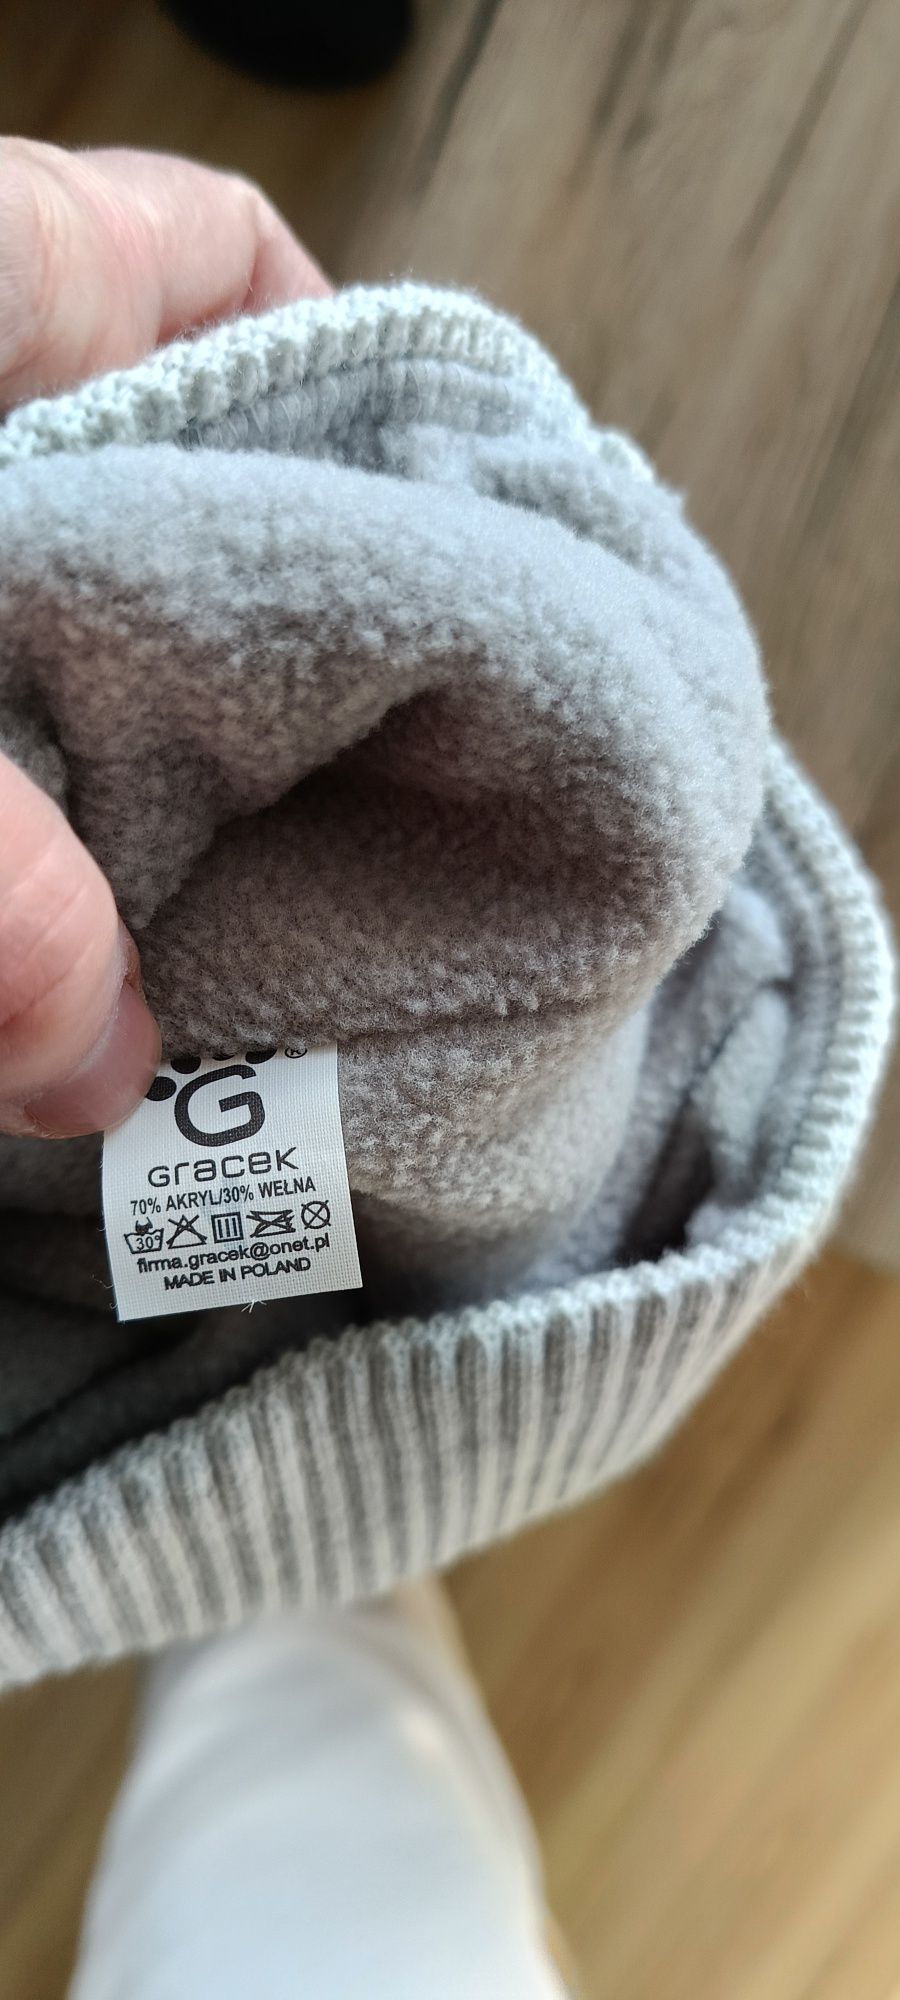 ®
G
Gracek
70% AKRYL/30% WEŁNA
30°
firma.gracek@onet.pl
MADE IN POLAND